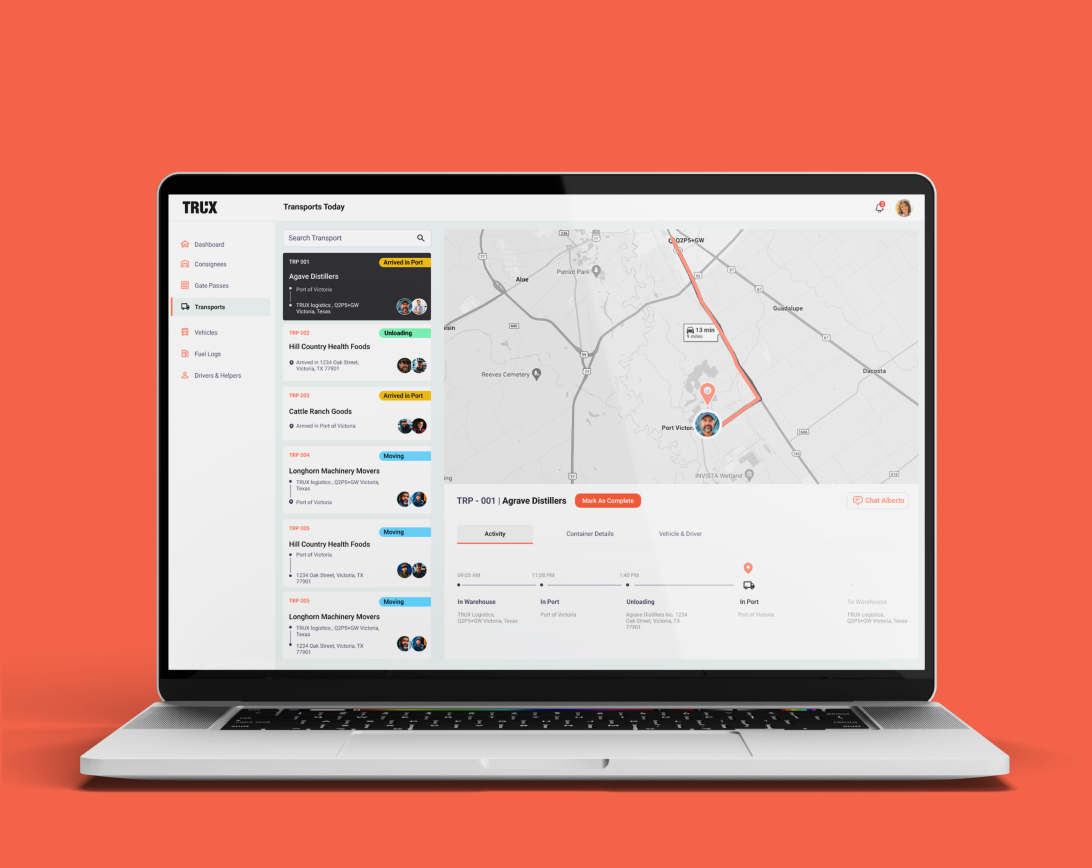 TRUX
Transports Today
Dashboard
Consignees
Gate Passes
Transports
Vehicles
Fuel Logs
Drivers & Helpers
Search Transport
TRP 001
Arrived in Port
Agave Distillers
Port of Victoria
TRUX logistics , Q2P5+GW
Victoria, Texas
TRP 002
Unloading
Hill Country Health Foods
Arrived in 1234 Oak Street,
Victoria, TX 77901
TRP 003
Arrived in Port
Cattle Ranch Goods
Arrived in Port of Victoria
TRP 004
Moving
Longhorn Machinery Movers
TRUX logistics , Q2P5+GW Victoria,
Texas
Port of Victoria
TRP 005
Moving
Hill Country Health Foods
Port of Victoria
1234 Oak Street, Victoria, TX
77901
TRP 005
Moving
Longhorn Machinery Movers
TRUX logistics , Q2P5+GW Victoria,
Texas
1234 Oak Street, Victoria, TX
77901
Q2P5+GW
Patriot Park
Aloe
Guadalupe
13 min
9 miles
Reeves Cemetery
Dacosta
Port Victor
INVISTA Wetland
ing
TRP - 001 | Agrave Distillers
Mark As Complete
Chat Alberto
Activity
Container Details
Vehicle & Driver
09:03 AM
11:08 PM
1:40 PM
In Warehouse
In Port
Unloading
In Port
To Warehouse
TRUX Logistics,
Q2P5+GW Victoria, Texas
Port of Victoria
Agave Distillers Inc. 1234
Oak Street, Victoria, TX
77901
Port of Victoria
TRUX Logistics,
Q2P5+GW Victoria, Texas